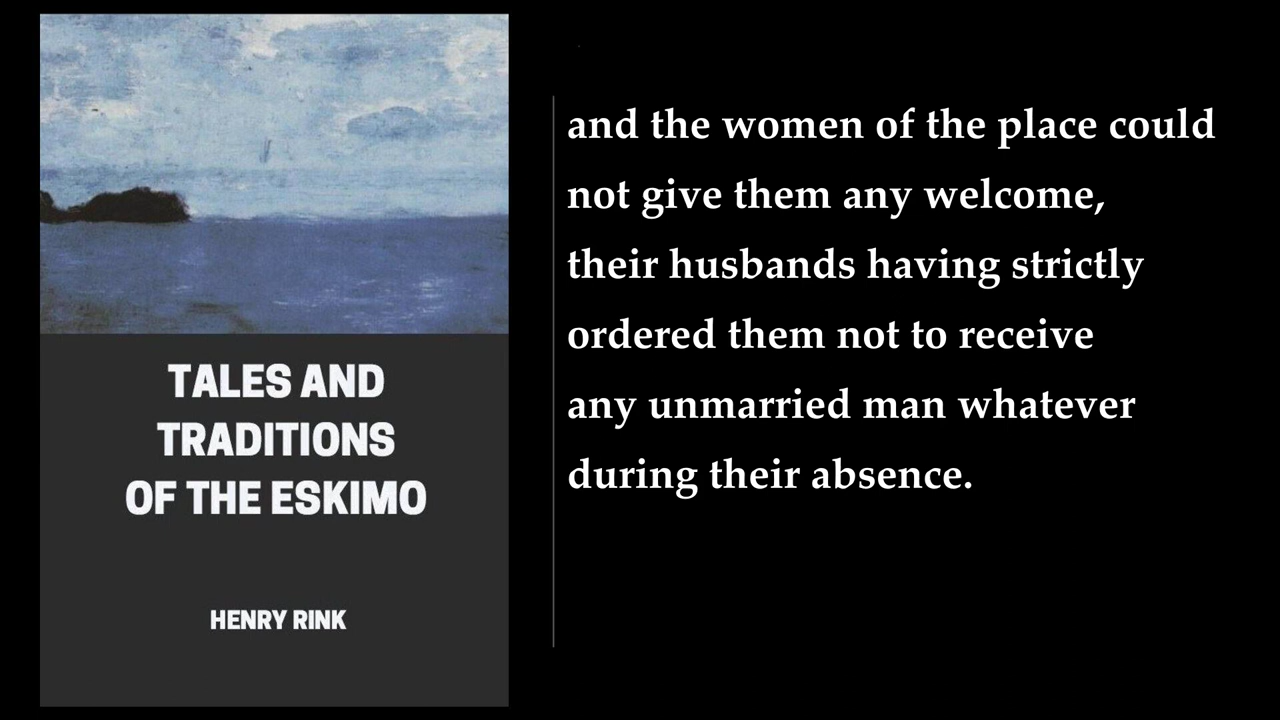 TALES AND
TRADITIONS
OF THE ESKIMO
HENRY RINK
and the women of the place could
not give them any welcome,
their husbands having strictly
ordered them not to receive
any unmarried man whatever
during their absence.